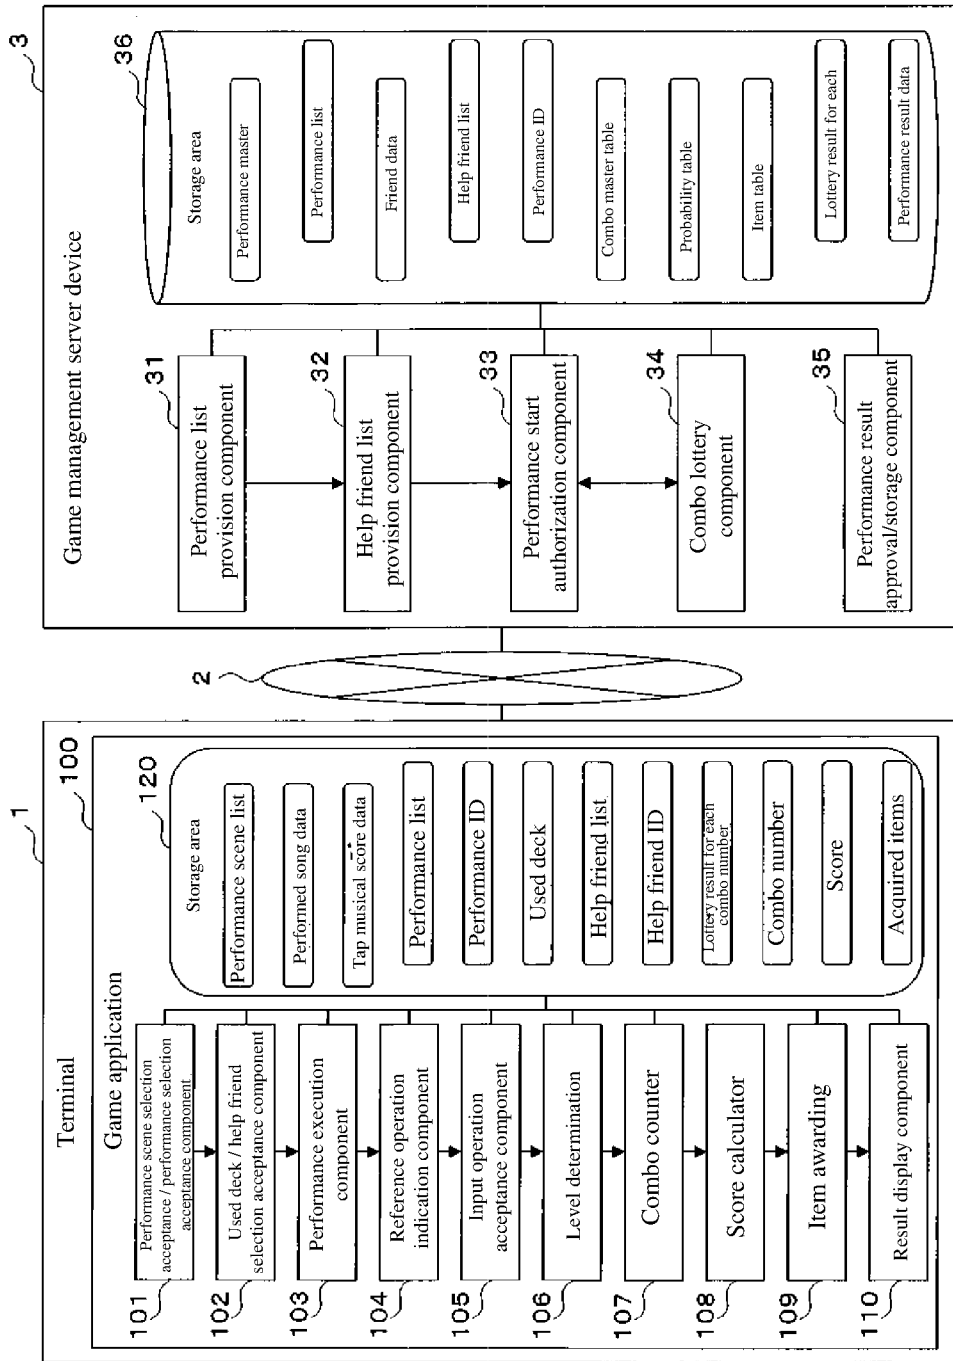 1
Terminal
100
Game application
101
Performance scene selection
acceptance / performance selection
acceptance component
102
Used deck / help friend
selection acceptance component
103
Performance execution
component
104
Reference operation
indication component
105
Input operation
acceptance component
106
Level determination
107
Combo counter
108
Score calculator
109
Item awarding
110
Result display component
120
Storage area
Performance scene list
Performed song data
Tap musical score data
Performance list
Performance ID
Used deck
Help friend list
Help friend ID
Lottery result for each
combo number
Combo number
Score
Acquired items
2
3
Game management server device
31
Performance list
provision component
32
Help friend list
provision component
33
Performance start
authorization component
34
Combo lottery
component
35
Performance result
approval/storage component
36
Storage area
Performance master
Performance list
Friend data
Help friend list
Performance ID
Combo master table
Probability table
Item table
Lottery result for each
Performance result data